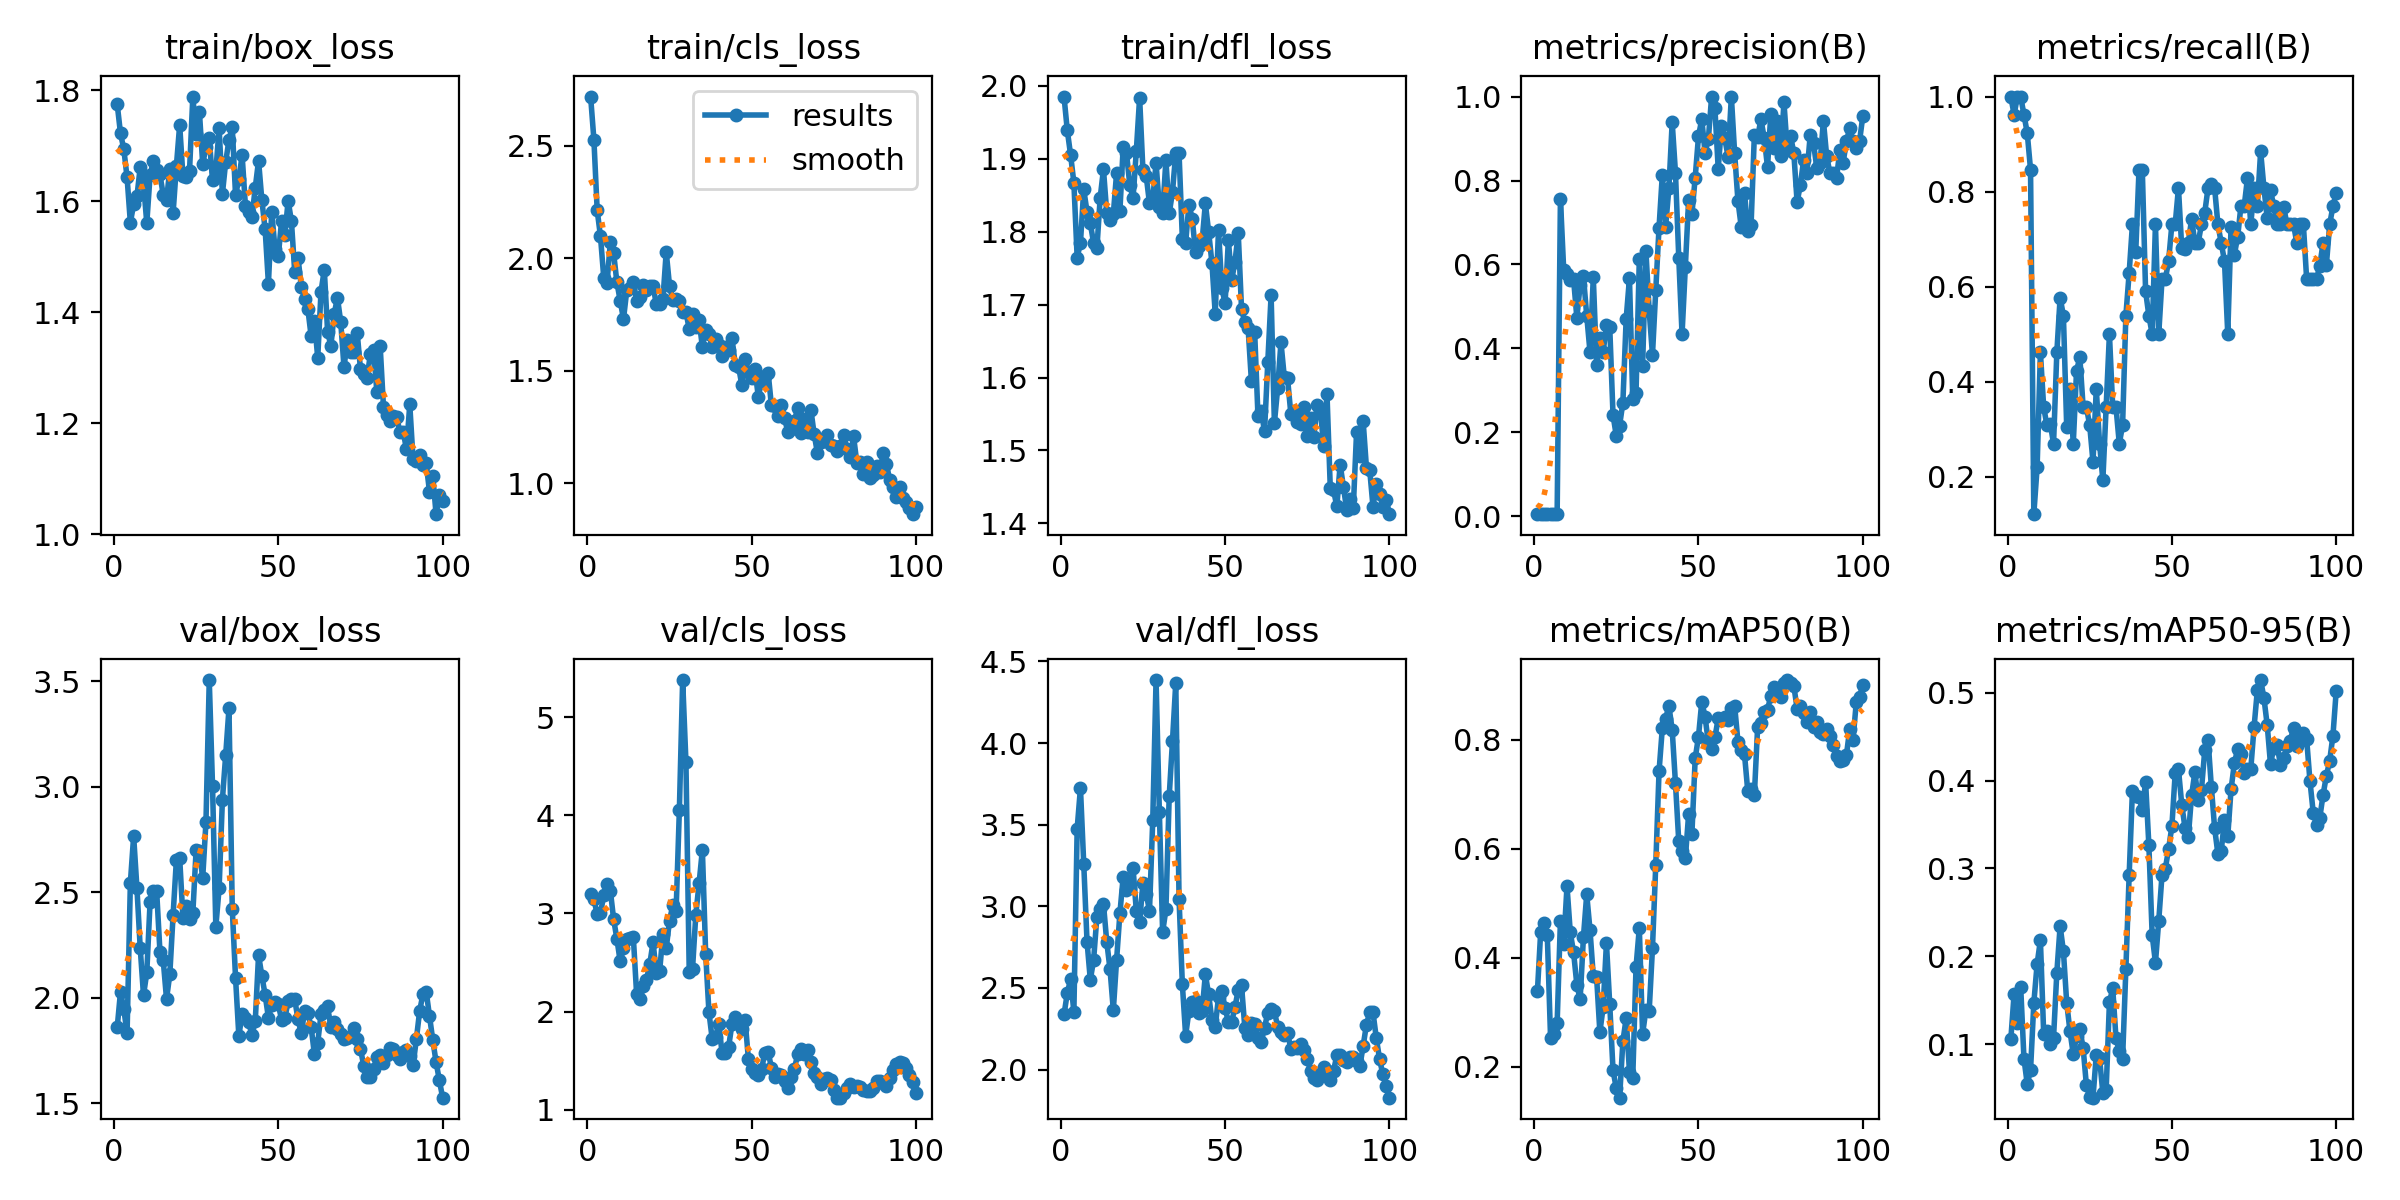 train/box_loss
1.8
1.6
1.4
1.2
1.0
0 50 100
train/cls_loss
results
smooth
2.5
2.0
1.5
1.0
0 50 100
train/dfl_loss
2.0
1.9
1.8
1.7
1.6
1.5
1.4
0 50 100
metrics/precision(B)
1.0
0.8
0.6
0.4
0.2
0.0
0 50 100
metrics/recall(B)
1.0
0.8
0.6
0.4
0.2
0 50 100
val/box_loss
3.5
3.0
2.5
2.0
1.5
0 50 100
val/cls_loss
5
4
3
2
1
0 50 100
val/dfl_loss
4.5
4.0
3.5
3.0
2.5
2.0
0 50 100
metrics/mAP50(B)
0.8
0.6
0.4
0.2
0 50 100
metrics/mAP50-95(B)
0.5
0.4
0.3
0.2
0.1
0 50 100